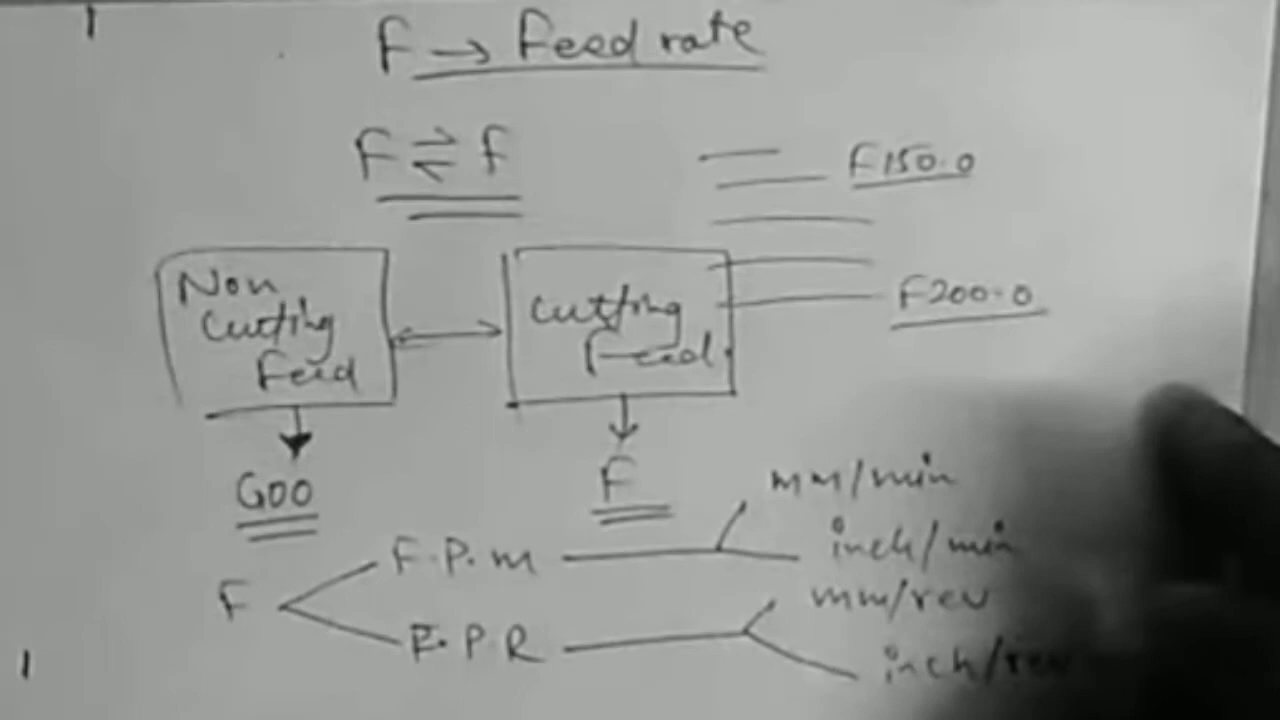 F → Feed rate
F ⇌ f
F150.0
F200.0
Non
Cutting
Feed
Cutting
Feed
G00
F
F.P.m
mm/min
inch/min
F
F.P.R
mm/rev
inch/rev